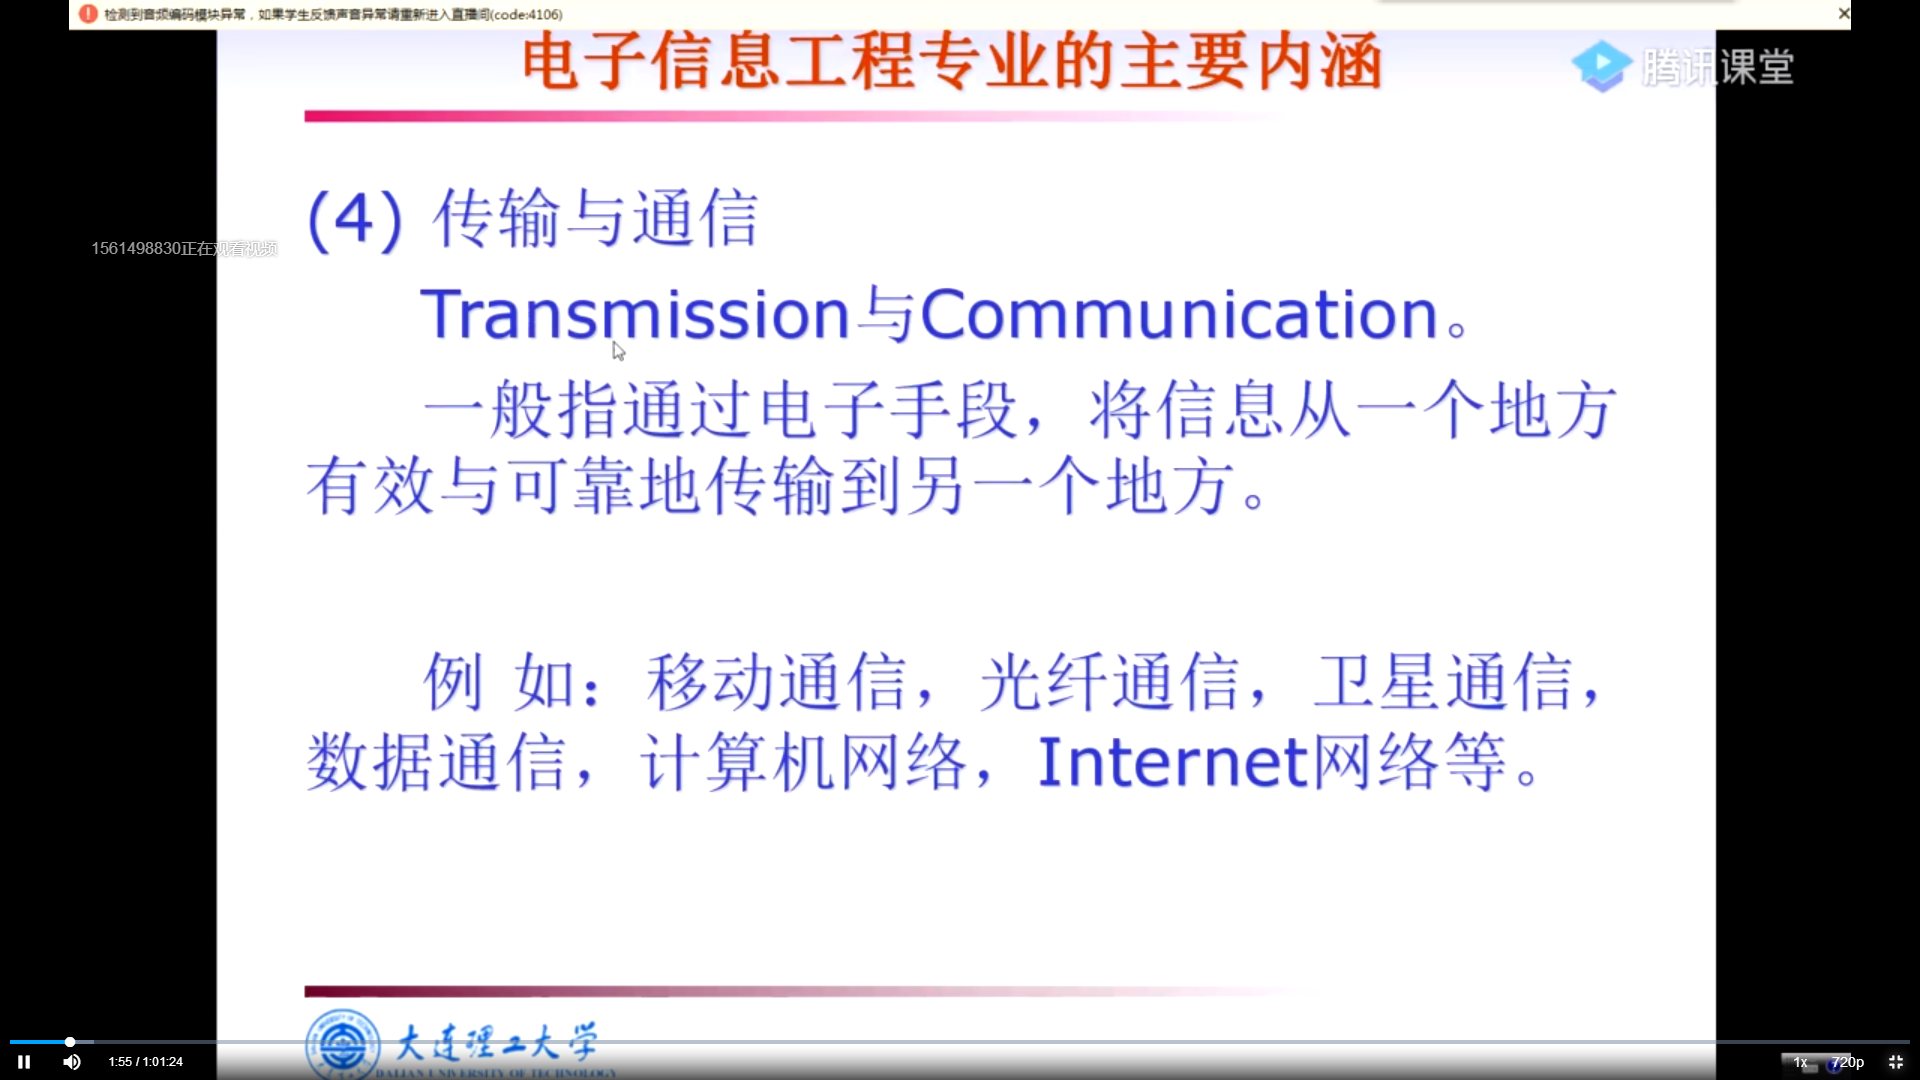 检测到音频编码模块异常，如果学生反馈声音异常请重新进入直播间(code:4106)
电子信息工程专业的主要内涵
腾讯课堂
(4) 传输与通信
1561498830正在观看视频
Transmission与Communication。
一般指通过电子手段，将信息从一个地方
有效与可靠地传输到另一个地方。
例 如：移动通信，光纤通信，卫星通信，
数据通信，计算机网络，Internet网络等。
大连理工大学
DALIAN UNIVERSITY OF TECHNOLOGY
1:55 / 1:01:24
1x
720p